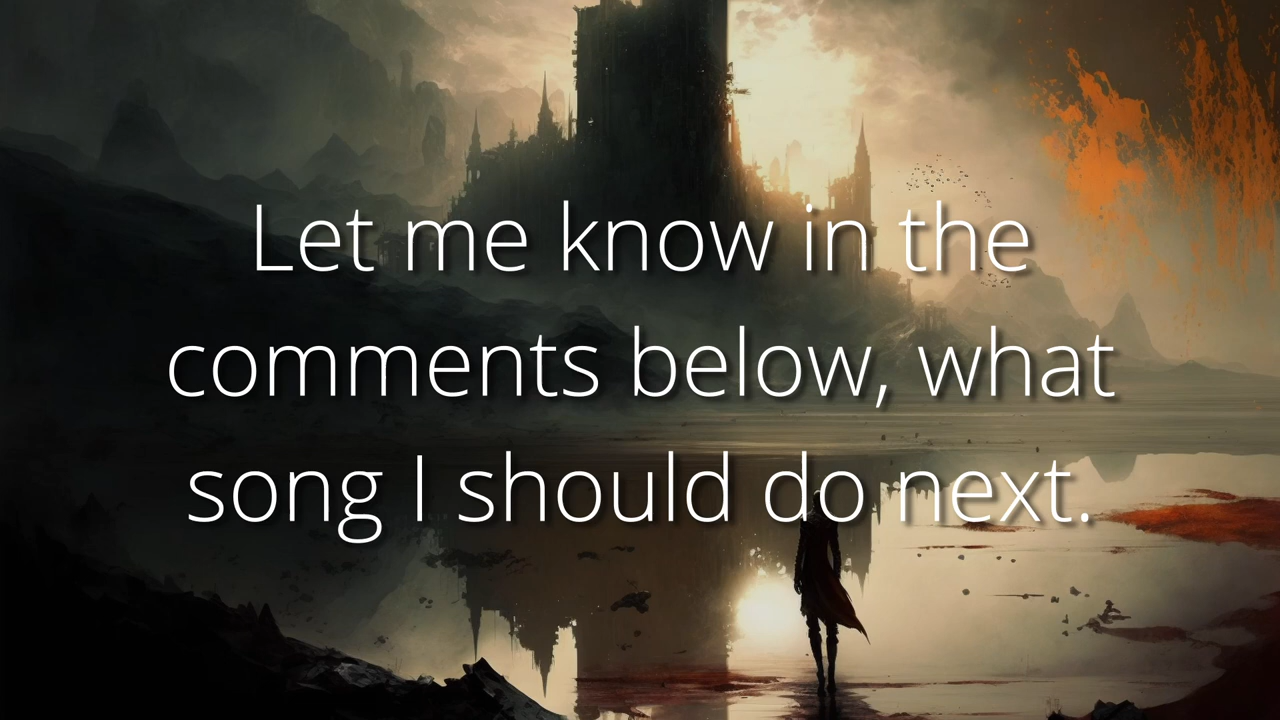 Let me know in the
comments below, what
song I should do next.